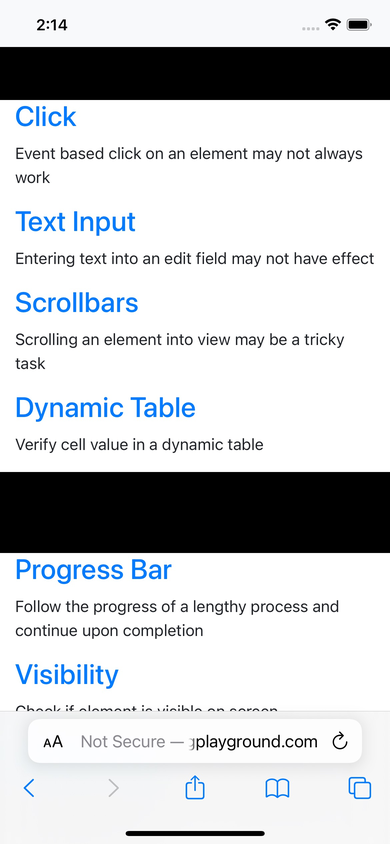 2:14
Click
Event based click on an element may not always
work
Text Input
Entering text into an edit field may not have effect
Scrollbars
Scrolling an element into view may be a tricky
task
Dynamic Table
Verify cell value in a dynamic table
Progress Bar
Follow the progress of a lengthy process and
continue upon completion
Visibility
Check if element is visible on screen
AA Not Secure — gplayground.com